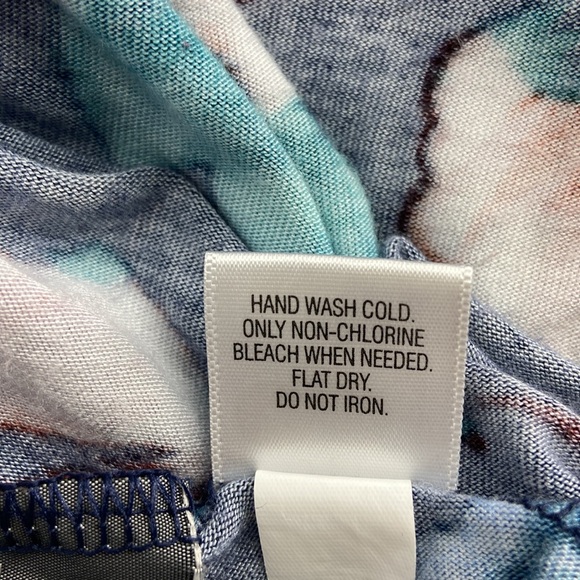 HAND WASH COLD.
ONLY NON-CHLORINE
BLEACH WHEN NEEDED.
FLAT DRY.
DO NOT IRON.